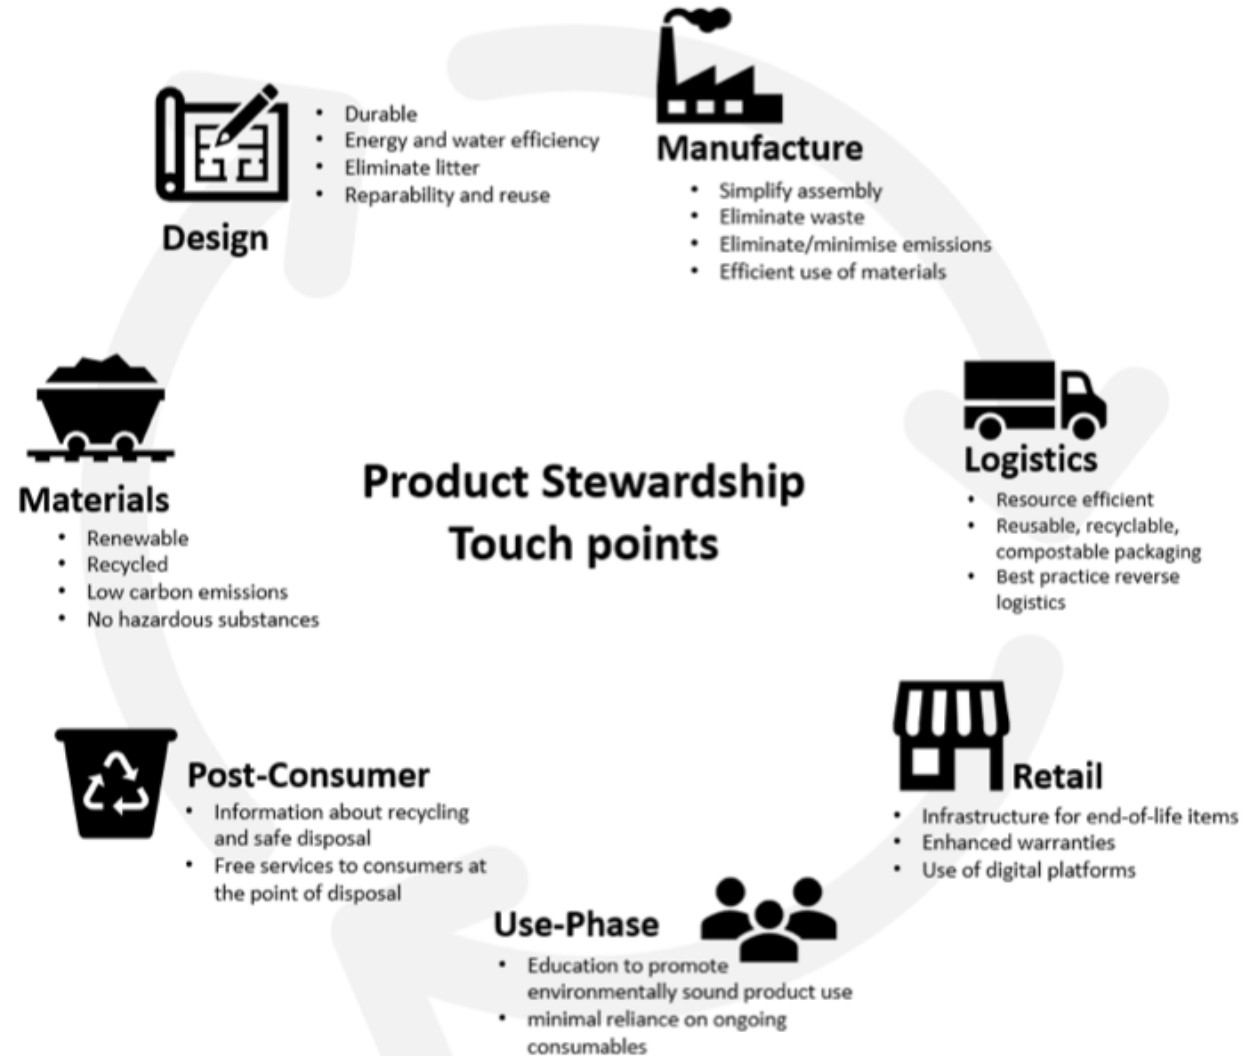 Design
• Durable
• Energy and water efficiency
• Eliminate litter
• Reparability and reuse
Manufacture
• Simplify assembly
• Eliminate waste
• Eliminate/minimise emissions
• Efficient use of materials
Logistics
• Resource efficient
• Reusable, recyclable,
compostable packaging
• Best practice reverse
logistics
Retail
• Infrastructure for end-of-life items
• Enhanced warranties
• Use of digital platforms
Use-Phase
• Education to promote
environmentally sound product use
• minimal reliance on ongoing
consumables
Post-Consumer
• Information about recycling
and safe disposal
• Free services to consumers at
the point of disposal
Materials
• Renewable
• Recycled
• Low carbon emissions
• No hazardous substances
Product Stewardship
Touch points